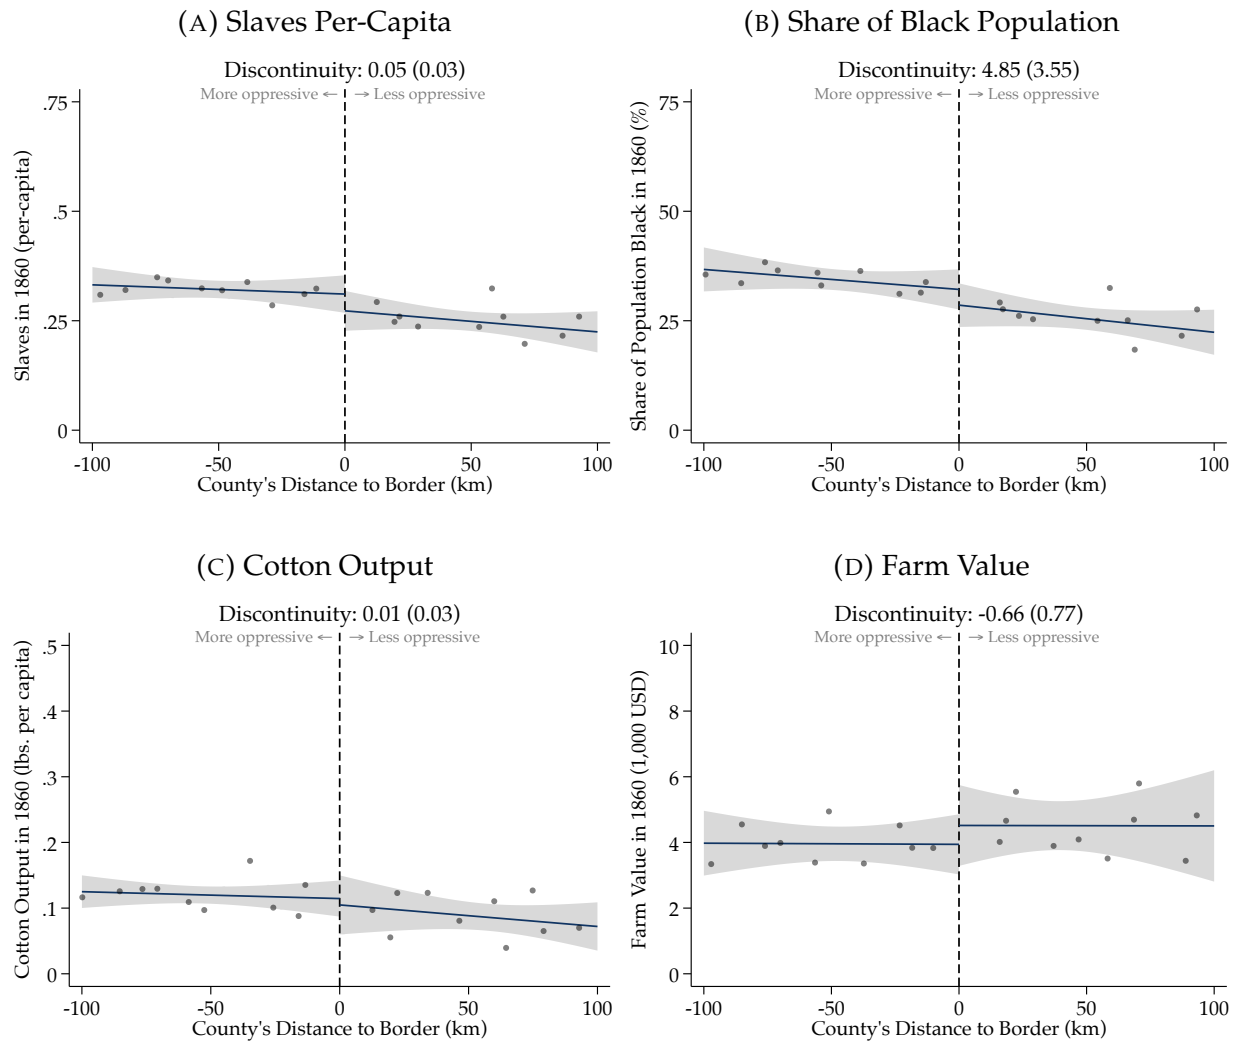 (A) Slaves Per-Capita
Discontinuity: 0.05 (0.03)
More oppressive ← → Less oppressive
Slaves in 1860 (per-capita)
.75
.5
.25
0
-100 -50 0 50 100
County's Distance to Border (km)
(B) Share of Black Population
Discontinuity: 4.85 (3.55)
More oppressive ← → Less oppressive
Share of Population Black in 1860 (%)
75
50
25
0
-100 -50 0 50 100
County's Distance to Border (km)
(C) Cotton Output
Discontinuity: 0.01 (0.03)
More oppressive ← → Less oppressive
Cotton Output in 1860 (lbs. per capita)
.5
.4
.3
.2
.1
0
-100 -50 0 50 100
County's Distance to Border (km)
(D) Farm Value
Discontinuity: -0.66 (0.77)
More oppressive ← → Less oppressive
Farm Value in 1860 (1,000 USD)
10
8
6
4
2
0
-100 -50 0 50 100
County's Distance to Border (km)